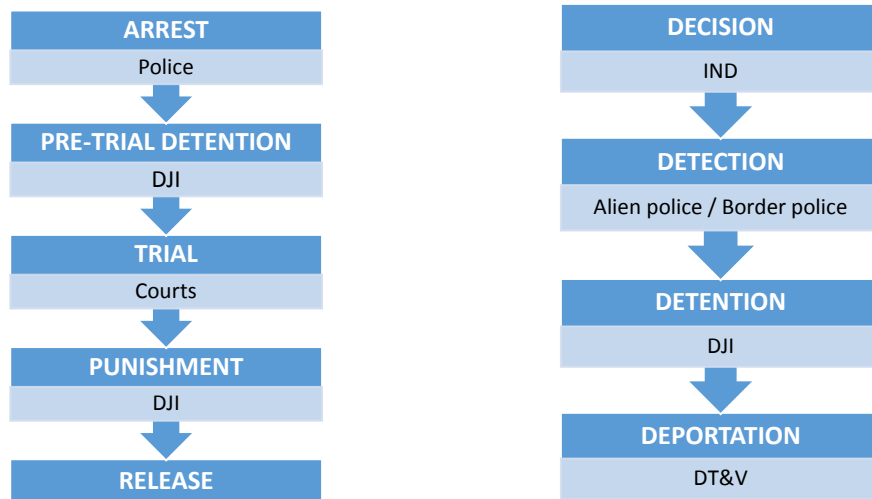 ARREST
Police
PRE-TRIAL DETENTION
DJI
TRIAL
Courts
PUNISHMENT
DJI
RELEASE
DECISION
IND
DETECTION
Alien police / Border police
DETENTION
DJI
DEPORTATION
DT&V